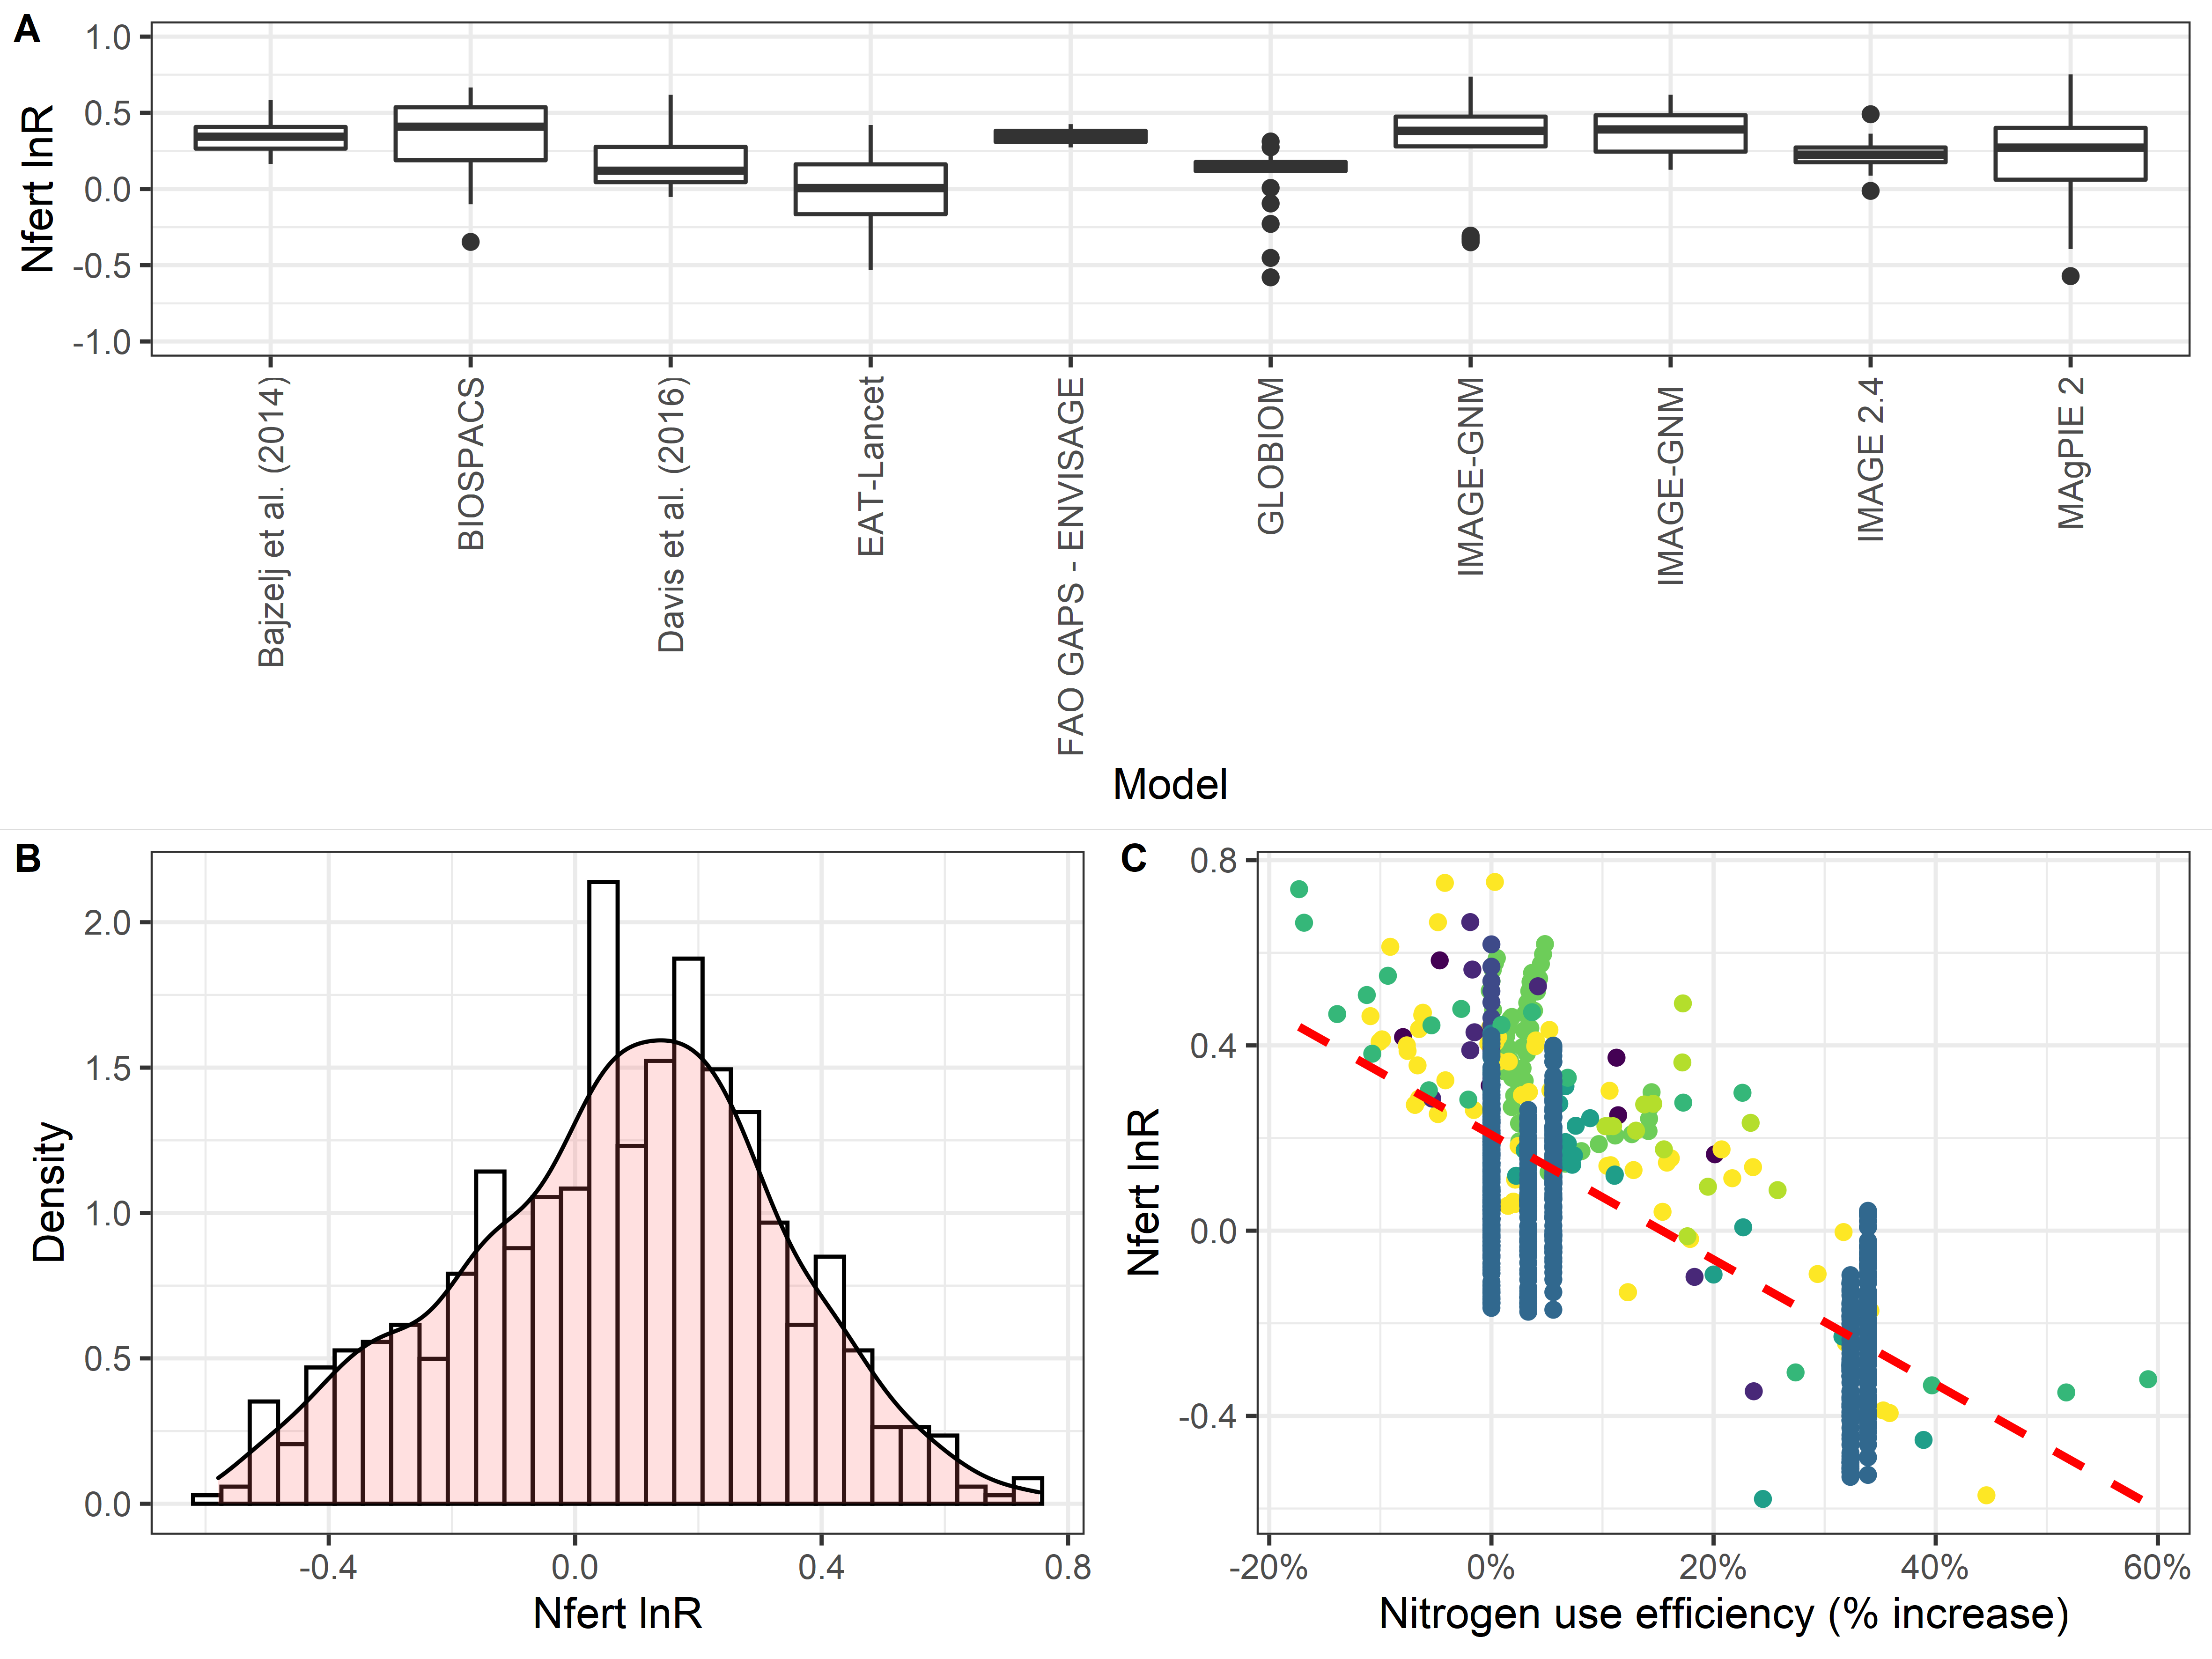 A
Nfert lnR
1.0
0.5
0.0
-0.5
-1.0
Bajzelj et al. (2014)
BIOSPACS
Davis et al. (2016)
EAT-Lancet
FAO GAPS - ENVISAGE
GLOBIOM
IMAGE-GNM
IMAGE-GNM
IMAGE 2.4
MAgPIE 2
Model
B
Density
2.0
1.5
1.0
0.5
0.0
-0.4
0.0
0.4
0.8
Nfert lnR
C
Nfert lnR
0.8
0.4
0.0
-0.4
-20%
0%
20%
40%
60%
Nitrogen use efficiency (% increase)